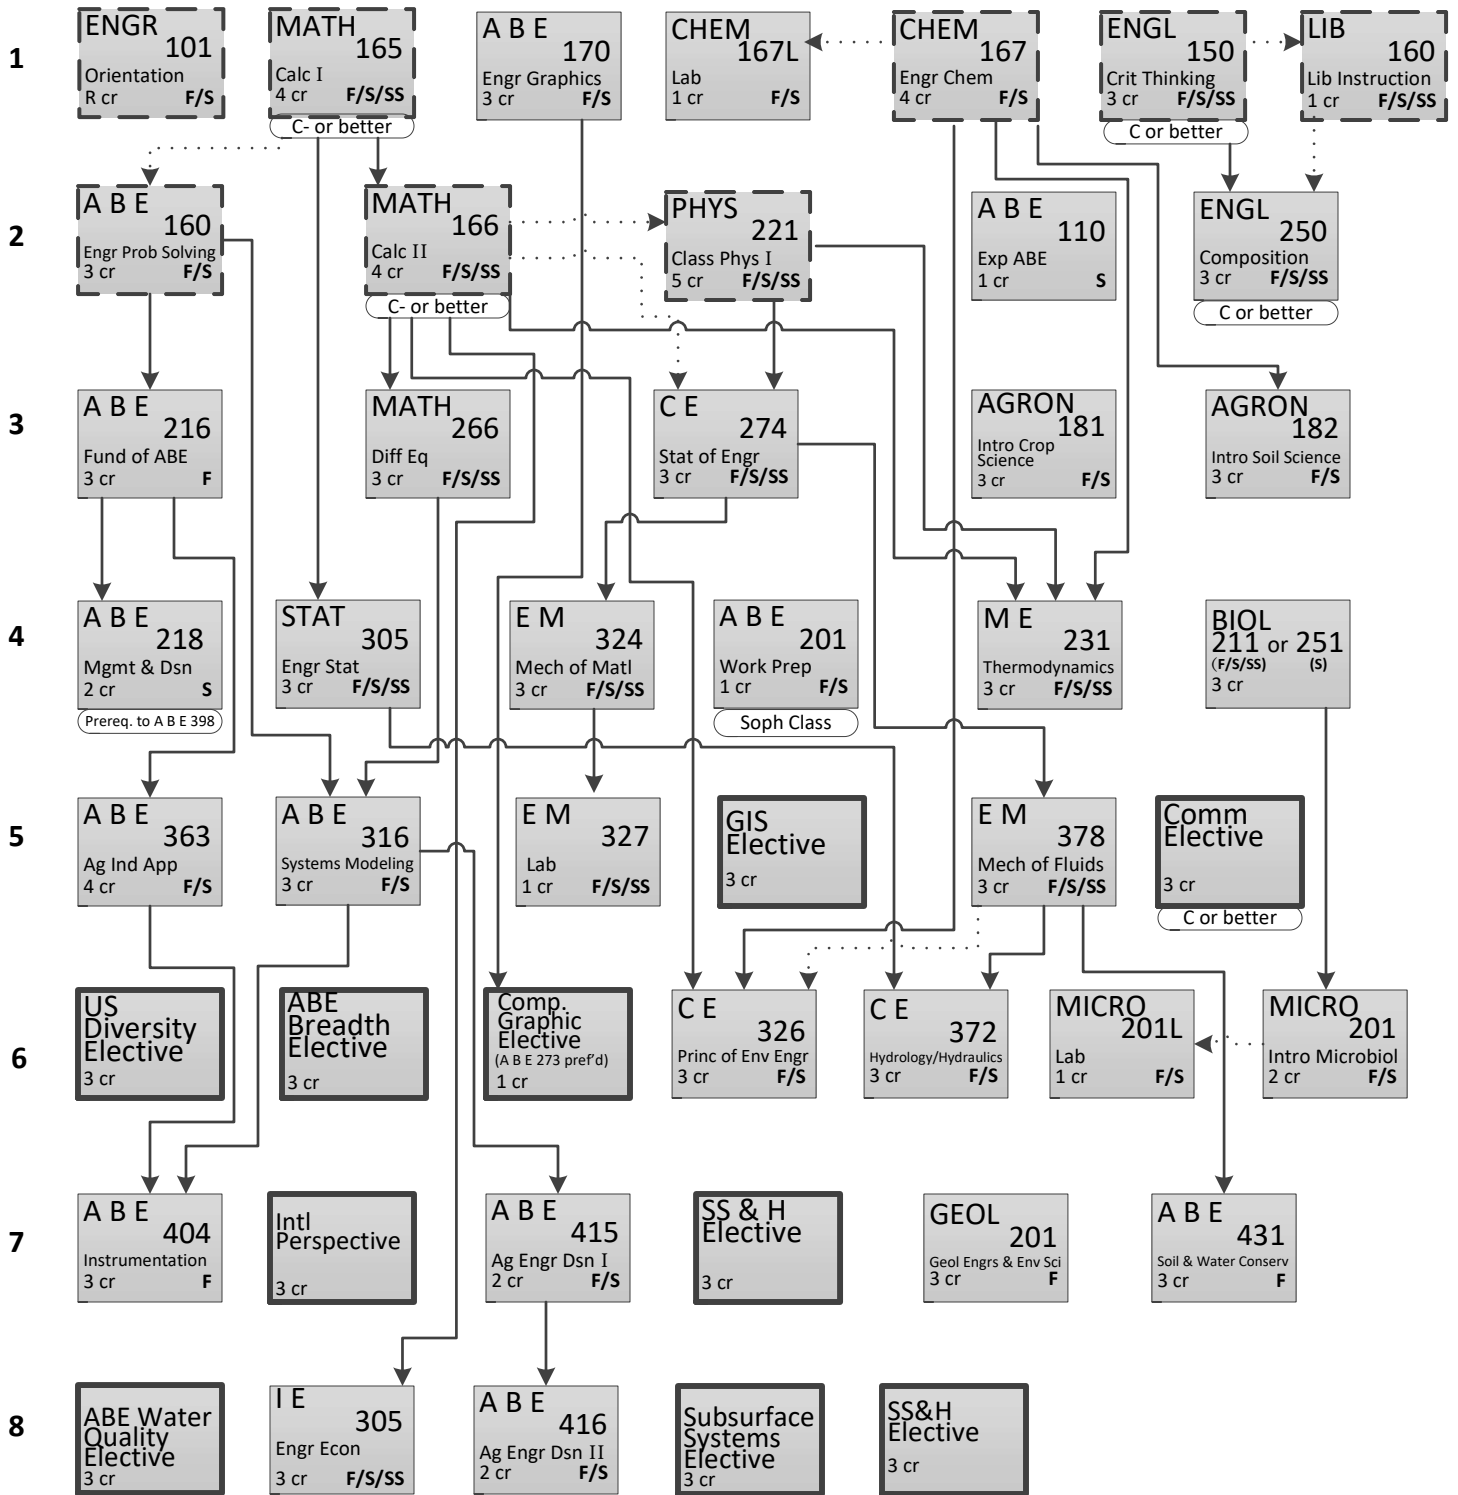 1
ENGR
101
Orientation
R cr F/S
MATH
165
Calc I
4 cr F/S/SS
C- or better
A B E
170
Engr Graphics
3 cr F/S
CHEM
167L
Lab
1 cr F/S
CHEM
167
Engr Chem
4 cr F/S
ENGL
150
Crit Thinking
3 cr F/S/SS
C or better
LIB
160
Lib Instruction
1 cr F/S/SS
2
A B E
160
Engr Prob Solving
3 cr F/S
MATH
166
Calc II
4 cr F/S/SS
C- or better
PHYS
221
Class Phys I
5 cr F/S/SS
A B E
110
Exp ABE
1 cr S
ENGL
250
Composition
3 cr F/S/SS
C or better
3
A B E
216
Fund of ABE
3 cr F
MATH
266
Diff Eq
3 cr F/S/SS
C E
274
Stat of Engr
3 cr F/S/SS
AGRON
181
Intro Crop
Science
3 cr F/S
AGRON
182
Intro Soil Science
3 cr F/S
4
A B E
218
Mgmt & Dsn
2 cr S
Prereq. to A B E 398
STAT
305
Engr Stat
3 cr F/S/SS
E M
324
Mech of Matl
3 cr F/S/SS
A B E
201
Work Prep
1 cr F/S
Soph Class
M E
231
Thermodynamics
3 cr F/S/SS
BIOL
211 or 251
(F/S/SS) (S)
3 cr
5
A B E
363
Ag Ind App
4 cr F/S
A B E
316
Systems Modeling
3 cr F/S
E M
327
Lab
1 cr F/S/SS
GIS
Elective
3 cr
E M
378
Mech of Fluids
3 cr F/S/SS
Comm
Elective
3 cr
C or better
6
US
Diversity
Elective
3 cr
ABE
Breadth
Elective
3 cr
Comp.
Graphic
Elective
(A B E 273 pref'd)
1 cr
C E
326
Princ of Env Engr
3 cr F/S
C E
372
Hydrology/Hydraulics
3 cr F/S
MICRO
201L
Lab
1 cr F/S
MICRO
201
Intro Microbiol
2 cr F/S
7
A B E
404
Instrumentation
3 cr F
Intl
Perspective
3 cr
A B E
415
Ag Engr Dsn I
2 cr F/S
SS & H
Elective
3 cr
GEOL
201
Geol Engrs & Env Sci
3 cr F
A B E
431
Soil & Water Conserv
3 cr F
8
ABE Water
Quality
Elective
3 cr
I E
305
Engr Econ
3 cr F/S/SS
A B E
416
Ag Engr Dsn II
2 cr F/S
Subsurface
Systems
Elective
3 cr
SS&H
Elective
3 cr